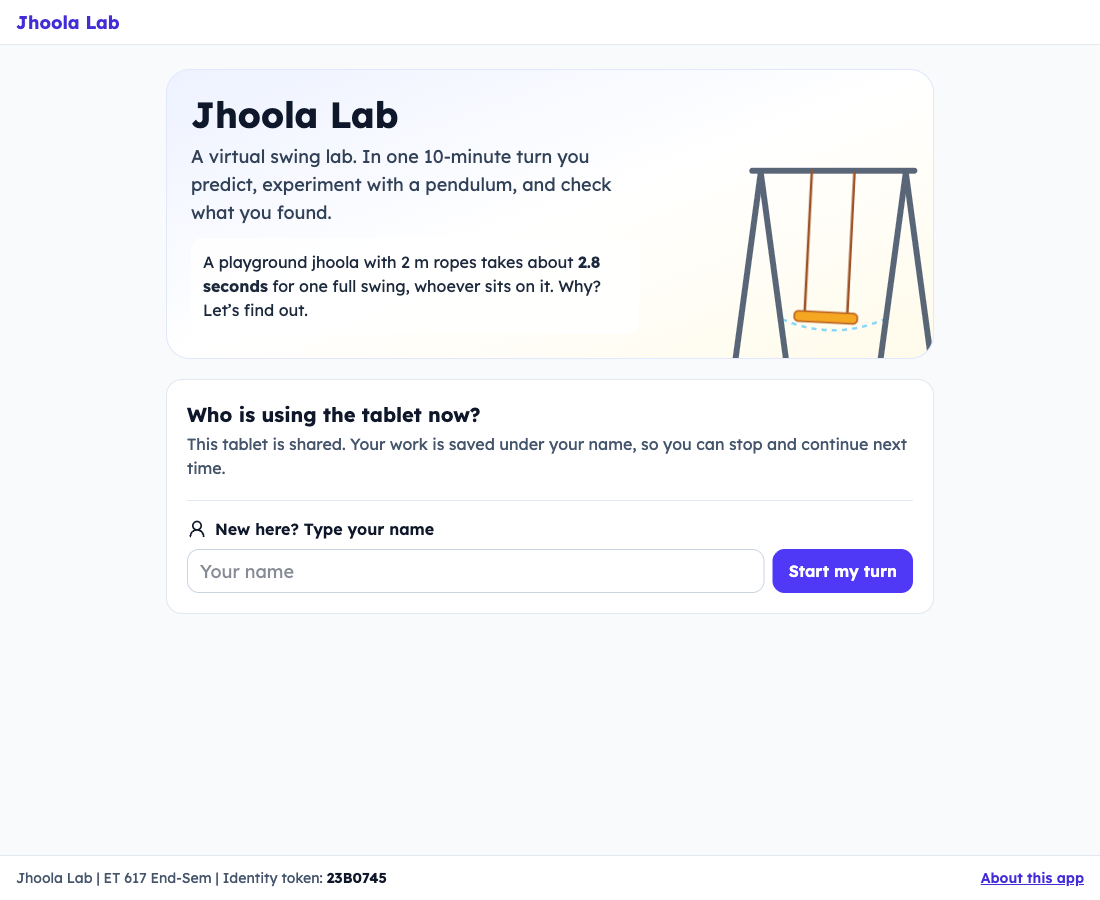 Jhoola Lab
Jhoola Lab
A virtual swing lab. In one 10-minute turn you
predict, experiment with a pendulum, and check
what you found.
A playground jhoola with 2 m ropes takes about 2.8
seconds for one full swing, whoever sits on it. Why?
Let’s find out.
Who is using the tablet now?
This tablet is shared. Your work is saved under your name, so you can stop and continue next
time.
New here? Type your name
Your name
Start my turn
Jhoola Lab | ET 617 End-Sem | Identity token: 23B0745
About this app